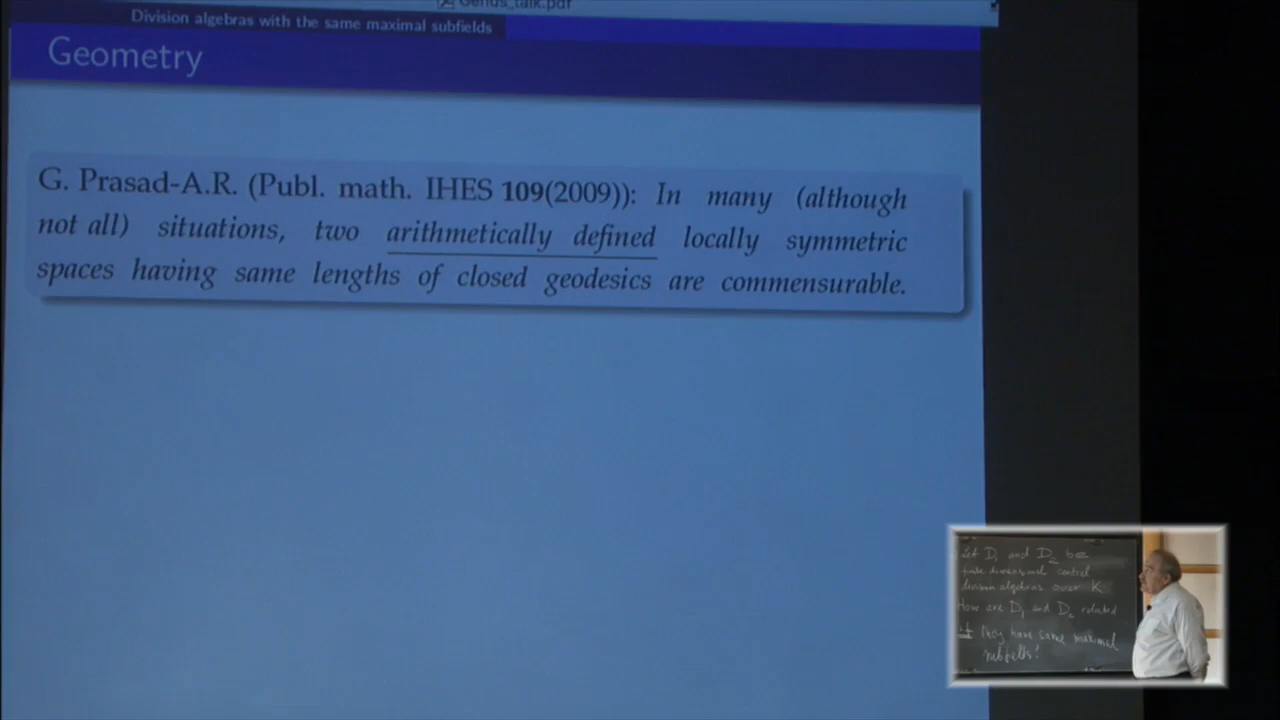 Genus_talk.pdf
Division algebras with the same maximal subfields
Geometry
G. Prasad-A.R. (Publ. math. IHES 109(2009)): In many (although
not all) situations, two arithmetically defined locally symmetric
spaces having same lengths of closed geodesics are commensurable.
Let D₁ and D₂ be
finite dimensional central
division algebras over K
How are D₁ and D₂ related
if they have same maximal
subfields?